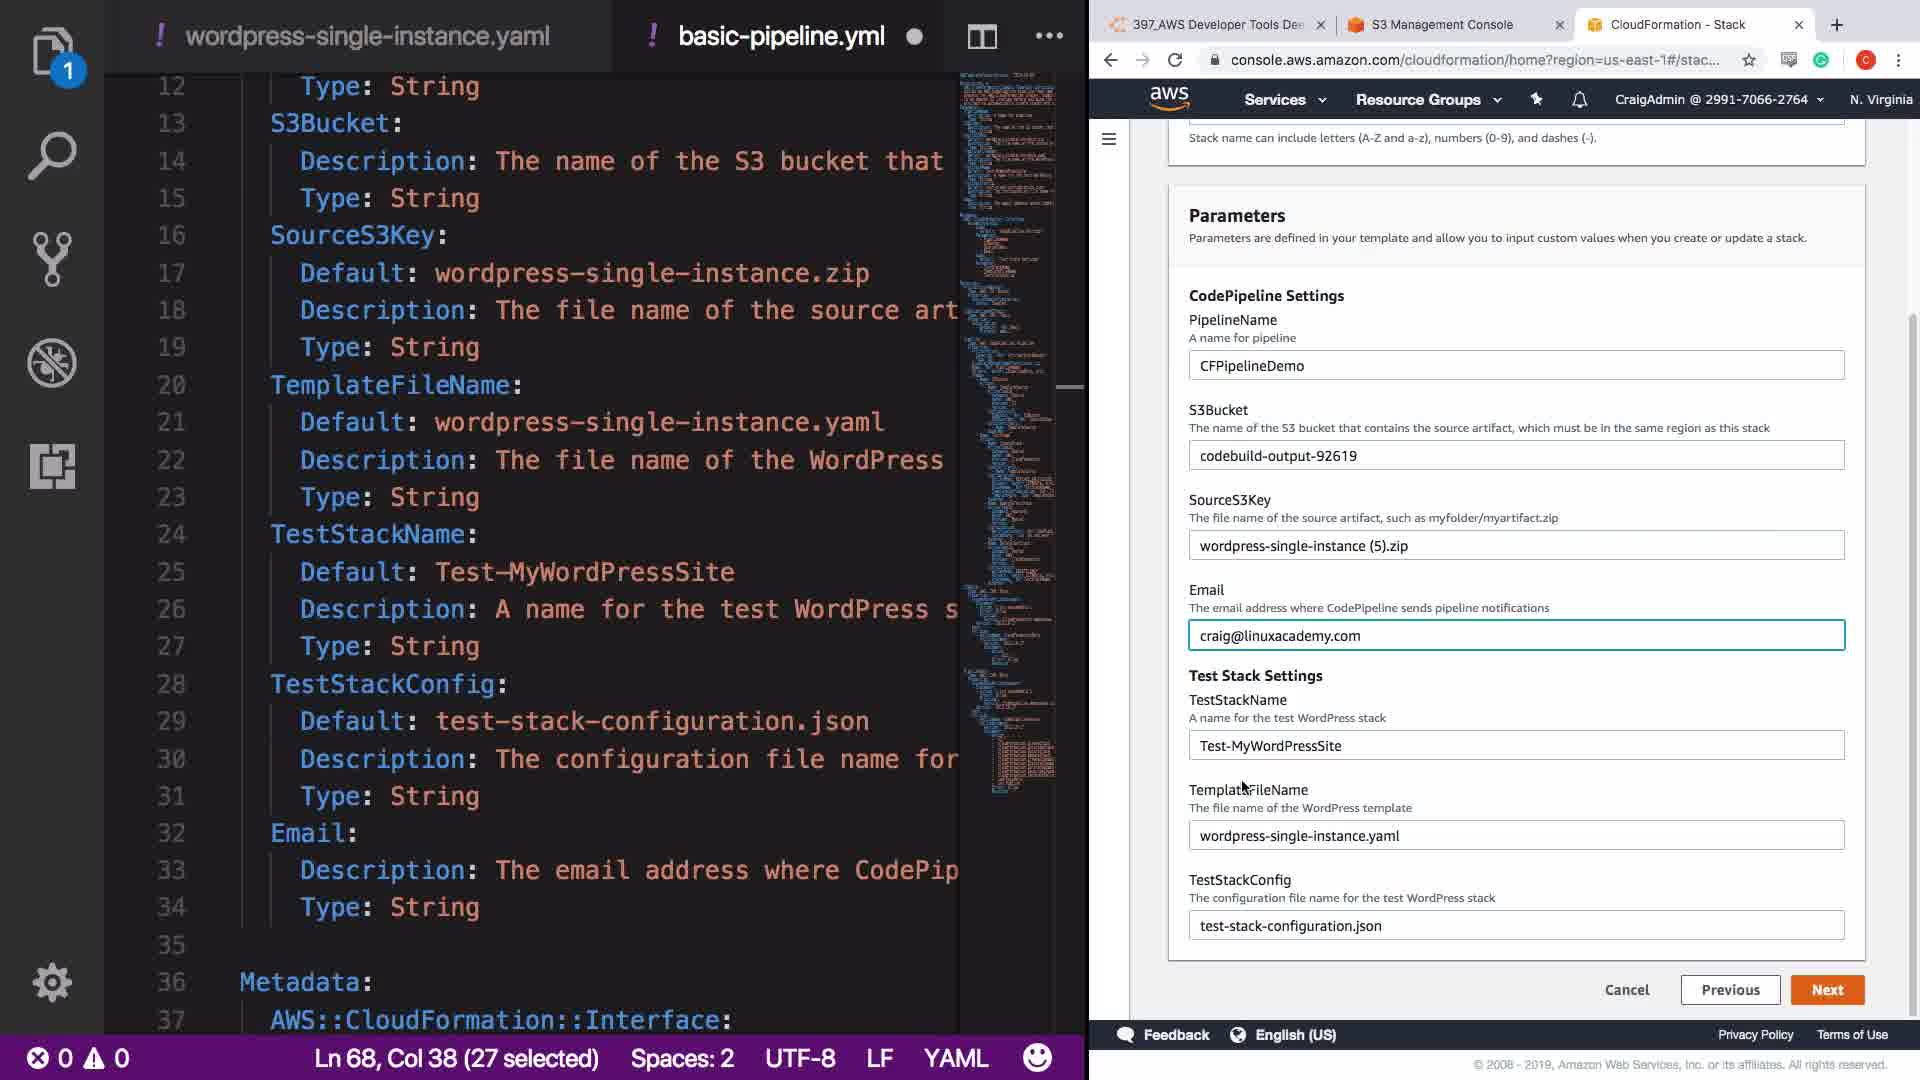 wordpress-single-instance.yaml
basic-pipeline.yml
1
12 Type: String
13 S3Bucket:
14 Description: The name of the S3 bucket that
15 Type: String
16 SourceS3Key:
17 Default: wordpress-single-instance.zip
18 Description: The file name of the source art
19 Type: String
20 TemplateFileName:
21 Default: wordpress-single-instance.yaml
22 Description: The file name of the WordPress
23 Type: String
24 TestStackName:
25 Default: Test-MyWordPressSite
26 Description: A name for the test WordPress s
27 Type: String
28 TestStackConfig:
29 Default: test-stack-configuration.json
30 Description: The configuration file name for
31 Type: String
32 Email:
33 Description: The email address where CodePip
34 Type: String
35
36 Metadata:
37 AWS::CloudFormation::Interface:
0 0 Ln 68, Col 38 (27 selected) Spaces: 2 UTF-8 LF YAML
397_AWS Developer Tools Dee
S3 Management Console
CloudFormation - Stack
console.aws.amazon.com/cloudformation/home?region=us-east-1#/stac...
C
aws Services Resource Groups CraigAdmin @ 2991-7066-2764 N. Virginia
Stack name can include letters (A-Z and a-z), numbers (0-9), and dashes (-).
Parameters
Parameters are defined in your template and allow you to input custom values when you create or update a stack.
CodePipeline Settings
PipelineName
A name for pipeline
CFPipelineDemo
S3Bucket
The name of the S3 bucket that contains the source artifact, which must be in the same region as this stack
codebuild-output-92619
SourceS3Key
The file name of the source artifact, such as myfolder/myartifact.zip
wordpress-single-instance (5).zip
Email
The email address where CodePipeline sends pipeline notifications
craig@linuxacademy.com
Test Stack Settings
TestStackName
A name for the test WordPress stack
Test-MyWordPressSite
TemplateFileName
The file name of the WordPress template
wordpress-single-instance.yaml
TestStackConfig
The configuration file name for the test WordPress stack
test-stack-configuration.json
Cancel Previous Next
Feedback English (US) Privacy Policy Terms of Use
© 2008 - 2019, Amazon Web Services, Inc. or its affiliates. All rights reserved.